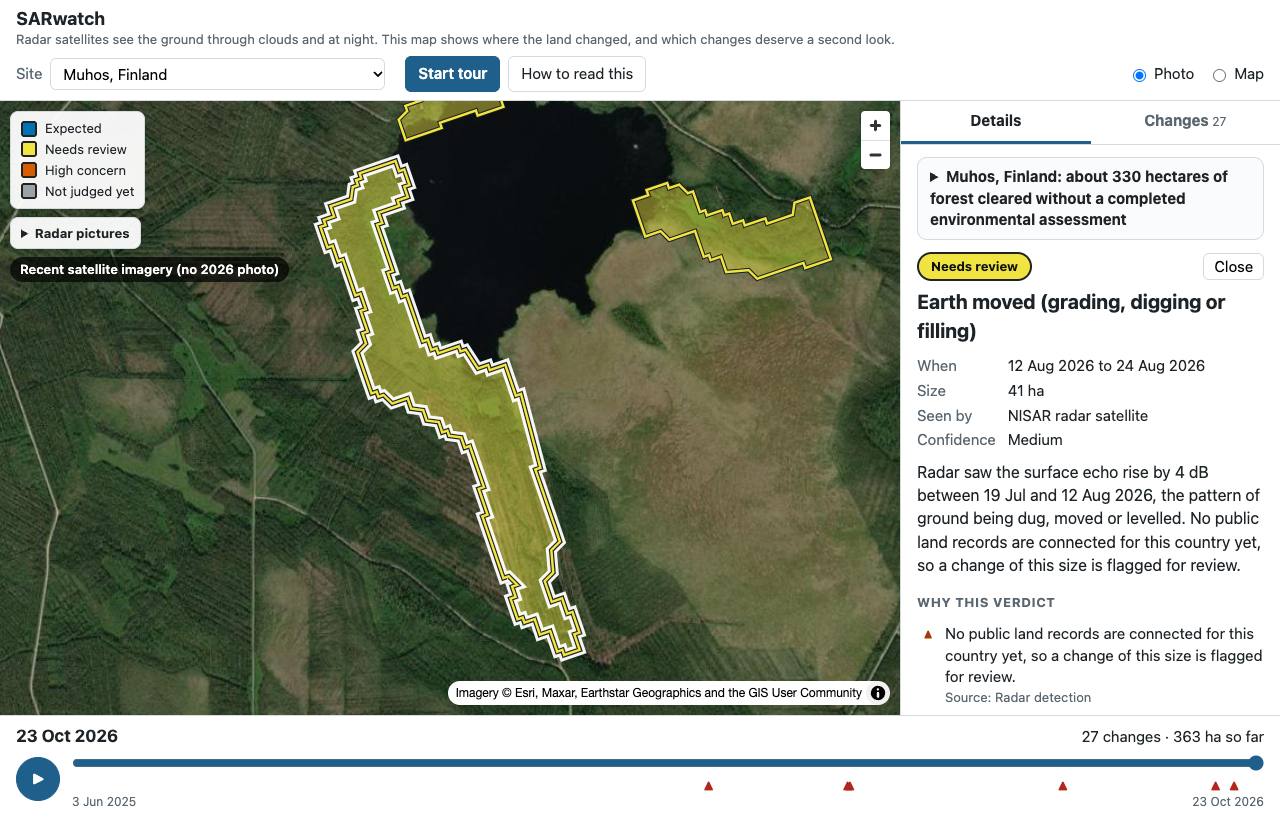 SARwatch
Radar satellites see the ground through clouds and at night. This map shows where the land changed, and which changes deserve a second look.
Site Muhos, Finland Start tour How to read this Photo Map
Expected
Needs review
High concern
Not judged yet
Radar pictures
Recent satellite imagery (no 2026 photo)
+
−
Imagery © Esri, Maxar, Earthstar Geographics and the GIS User Community
Details Changes 27
Muhos, Finland: about 330 hectares of
forest cleared without a completed
environmental assessment
Needs review Close
Earth moved (grading, digging or
filling)
When 12 Aug 2026 to 24 Aug 2026
Size 41 ha
Seen by NISAR radar satellite
Confidence Medium
Radar saw the surface echo rise by 4 dB
between 19 Jul and 12 Aug 2026, the pattern of
ground being dug, moved or levelled. No public
land records are connected for this country yet,
so a change of this size is flagged for review.
WHY THIS VERDICT
No public land records are connected for this
country yet, so a change of this size is flagged
for review.
Source: Radar detection
23 Oct 2026 27 changes · 363 ha so far
3 Jun 2025 23 Oct 2026